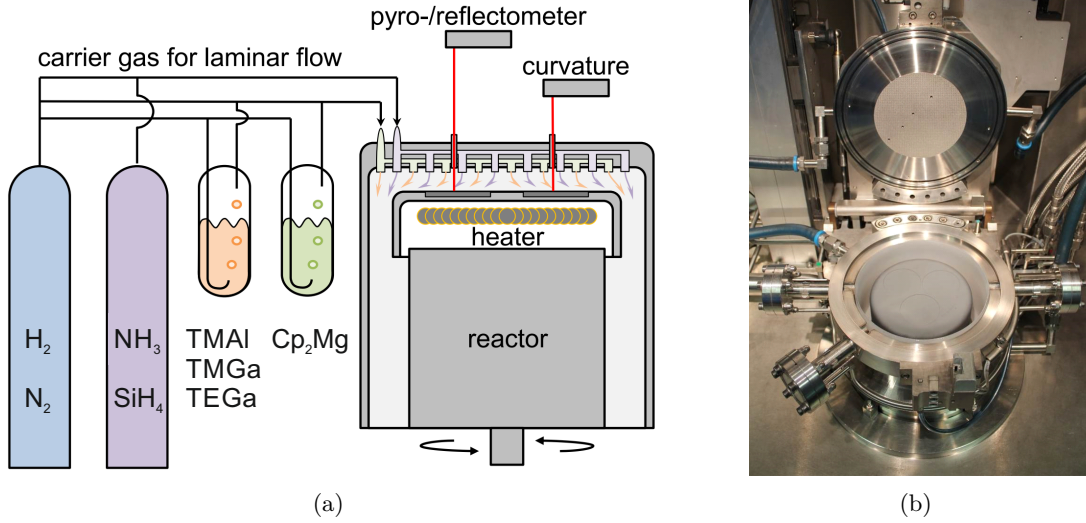 pyro-/reflectometer
carrier gas for laminar flow
curvature
heater
reactor
H₂
N₂
NH₃
SiH₄
TMAl
TMGa
TEGa
Cp₂Mg
(a)
(b)